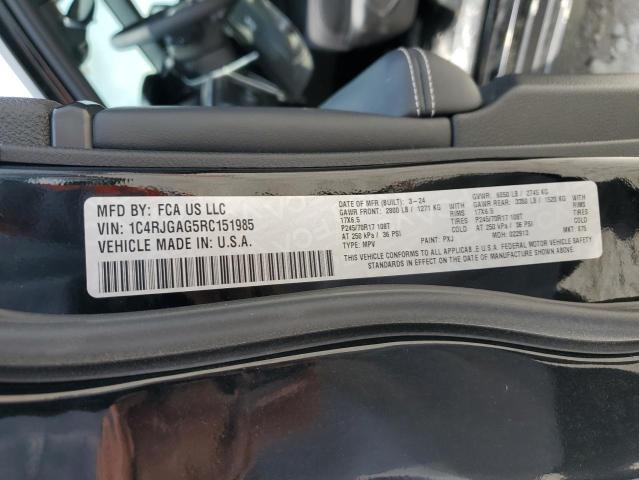 MFD BY: FCA US LLC
VIN: 1C4RJGAG5RC151985
VEHICLE MADE IN: U.S.A.
DATE OF MFR (BUILT): 3-24
GAWR FRONT: 2800 LB / 1271 KG WITH
17X6.5 RIMS
P245/70R17 108T TIRES
AT 250 kPa / 36 PSI COLD
TYPE: MPV PAINT: PXJ
GVWR: 6050 LB / 2745 KG
GAWR REAR: 3350 LB / 1520 KG WITH
17X6.5 RIMS
P245/70R17 108T TIRES
AT 250 kPa / 36 PSI COLD
MDH: 022913 MKT: 875
THIS VEHICLE CONFORMS TO ALL APPLICABLE U.S.A. FEDERAL MOTOR VEHICLE SAFETY
STANDARDS IN EFFECT ON THE DATE OF MANUFACTURE SHOWN ABOVE.